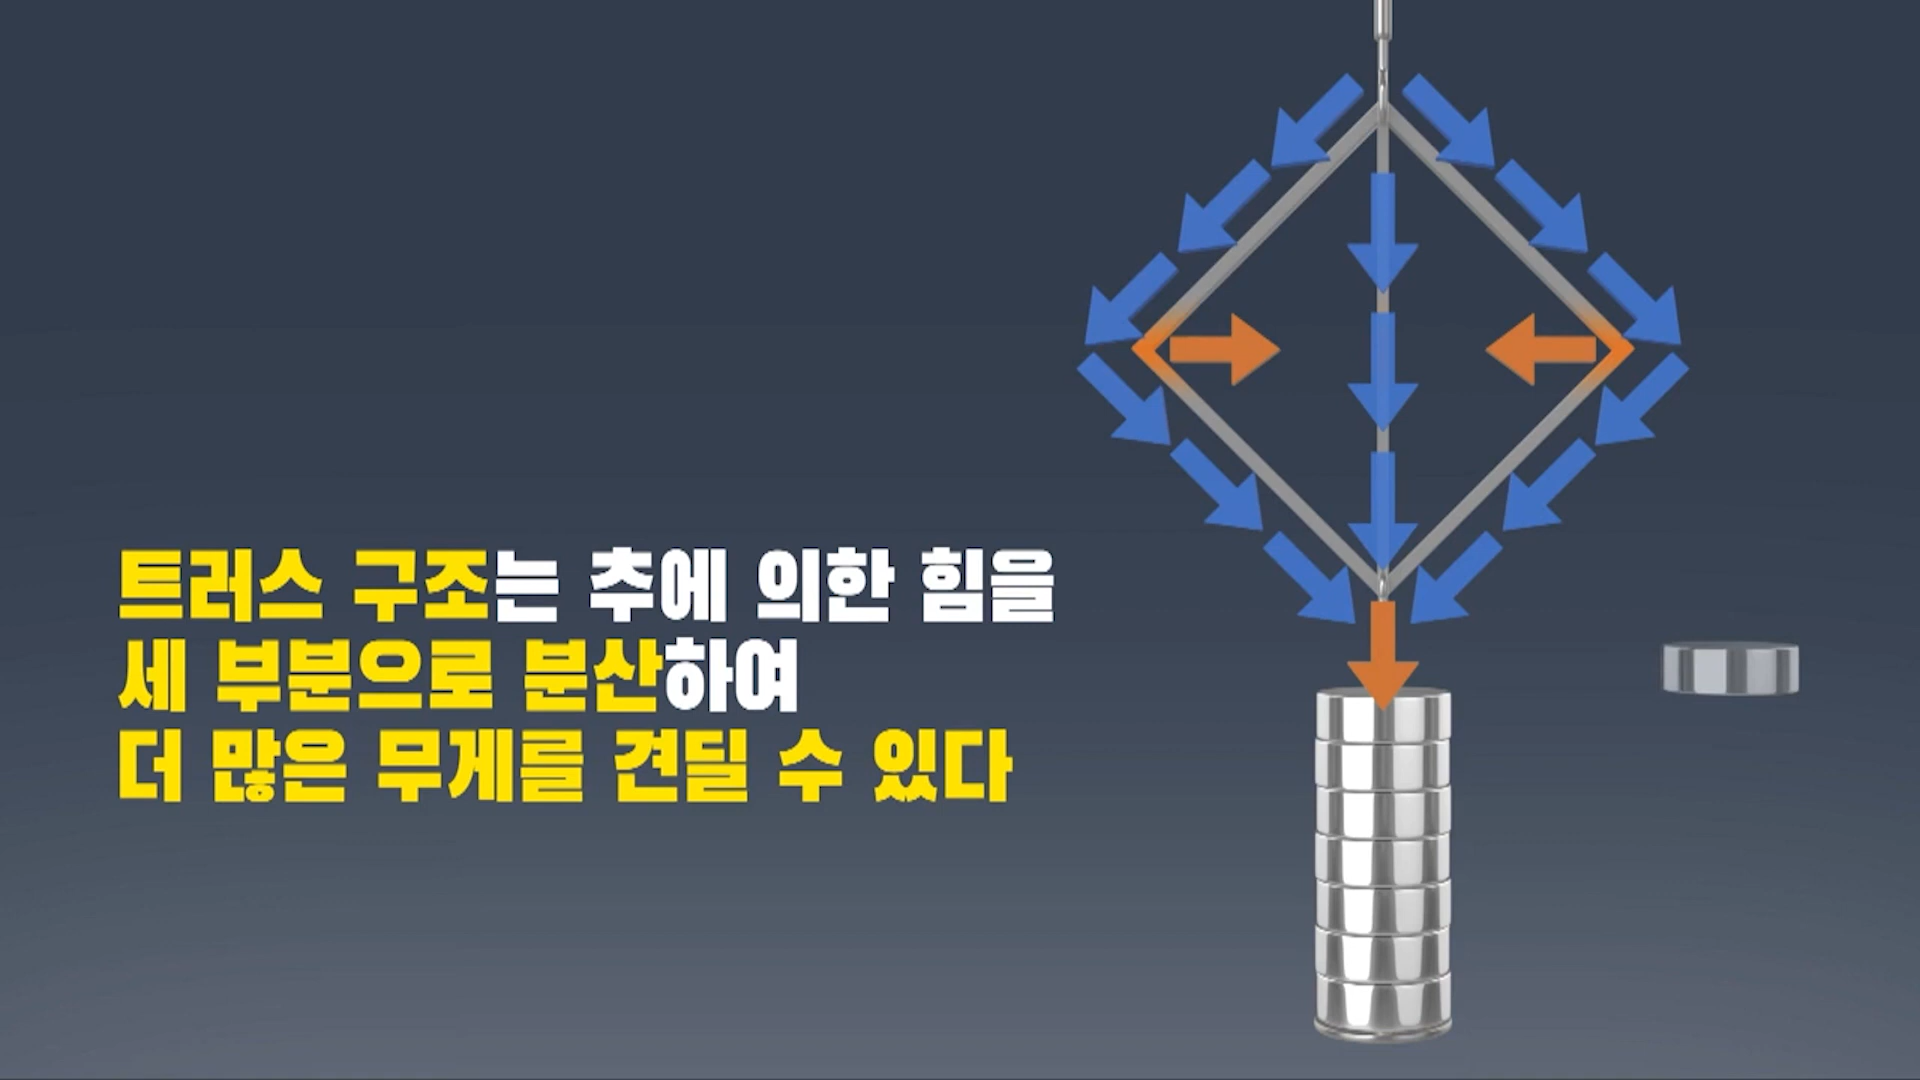 트러스 구조는 추에 의한 힘을
세 부분으로 분산하여
더 많은 무게를 견딜 수 있다